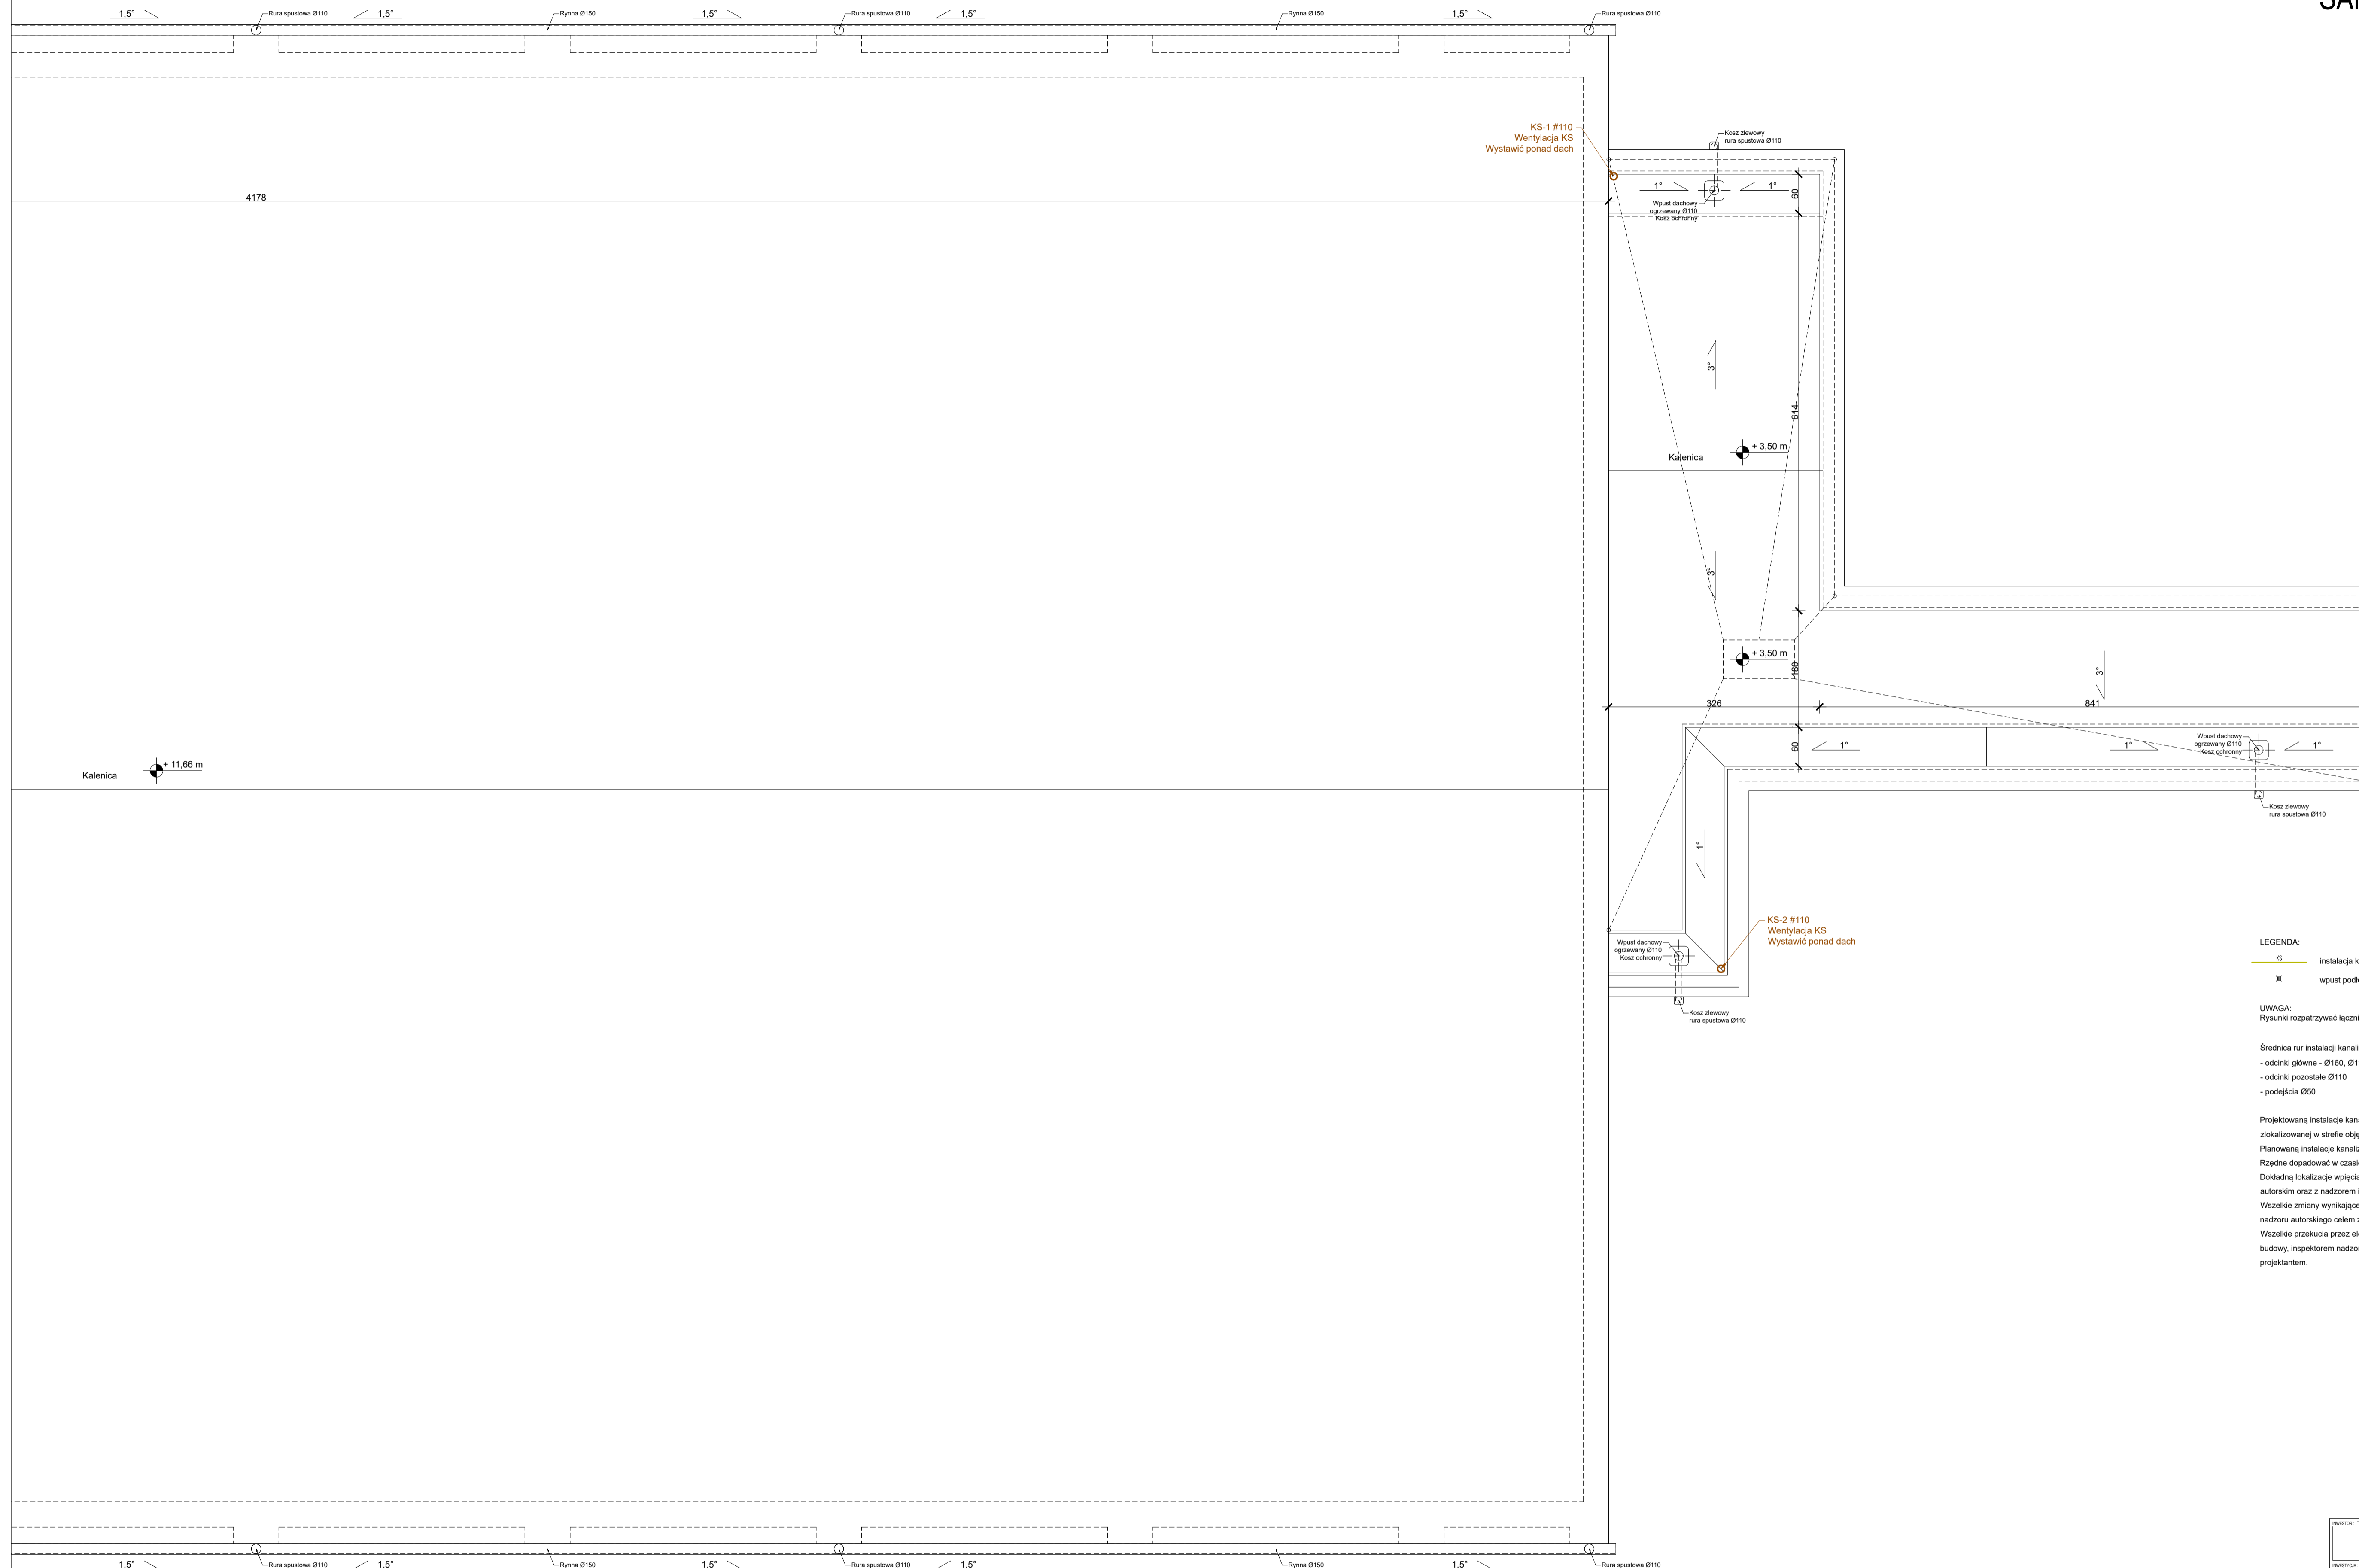 1,5°
Rura spustowa Ø110
1,5°
Rynna Ø150
1,5°
Rura spustowa Ø110
1,5°
Rynna Ø150
1,5°
Rura spustowa Ø110
KS-1 #110
Wentylacja KS
Wystawić ponad dach
Kosz zlewowy
rura spustowa Ø110
1°
1°
60
Wpust dachowy
ogrzewany Ø110
Kosz ochronny
4178
3°
614
+ 3,50 m
Kalenica
3°
+ 3,50 m
180
3°
326
841
60
1°
1°
Wpust dachowy
ogrzewany Ø110
Kosz ochronny
1°
Kalenica
+ 11,66 m
Kosz zlewowy
rura spustowa Ø110
1°
KS-2 #110
Wentylacja KS
Wystawić ponad dach
Wpust dachowy
ogrzewany Ø110
Kosz ochronny
Kosz zlewowy
rura spustowa Ø110
LEGENDA:
KS
instalacja k
wpust podł
UWAGA:
Rysunki rozpatrywać łączni
Średnica rur instalacji kanali
- odcinki główne - Ø160, Ø1
- odcinki pozostałe Ø110
- podejścia Ø50
Projektowaną instalacje kana
zlokalizowanej w strefie obję
Planowaną instalacje kanaliz
Rzędne dopadować w czasie
Dokładną lokalizacje wpięcia
autorskim oraz z nadzorem i
Wszelkie zmiany wynikające
nadzoru autorskiego celem z
Wszelkie przekucia przez ele
budowy, inspektorem nadzor
projektantem.
INWESTOR :
INWESTYCJA :
1,5°
Rura spustowa Ø110
1,5°
Rynna Ø150
1,5°
Rura spustowa Ø110
1,5°
Rynna Ø150
1,5°
Rura spustowa Ø110